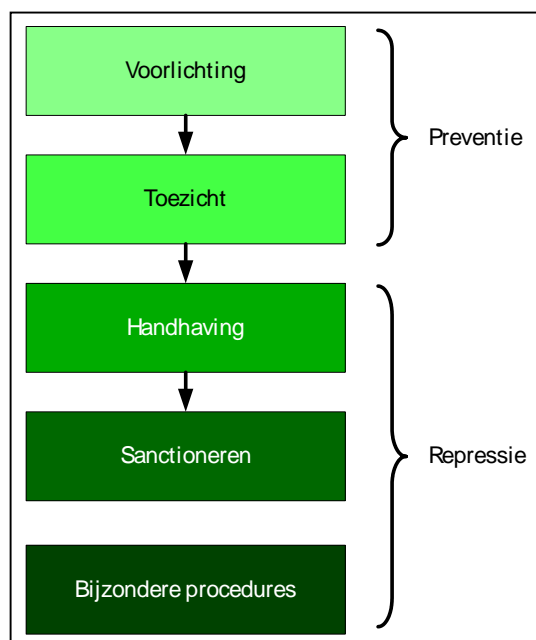 Voorlichting
Preventie
Toezicht
Handhaving
Sanctioneren
Repressie
Bijzondere procedures